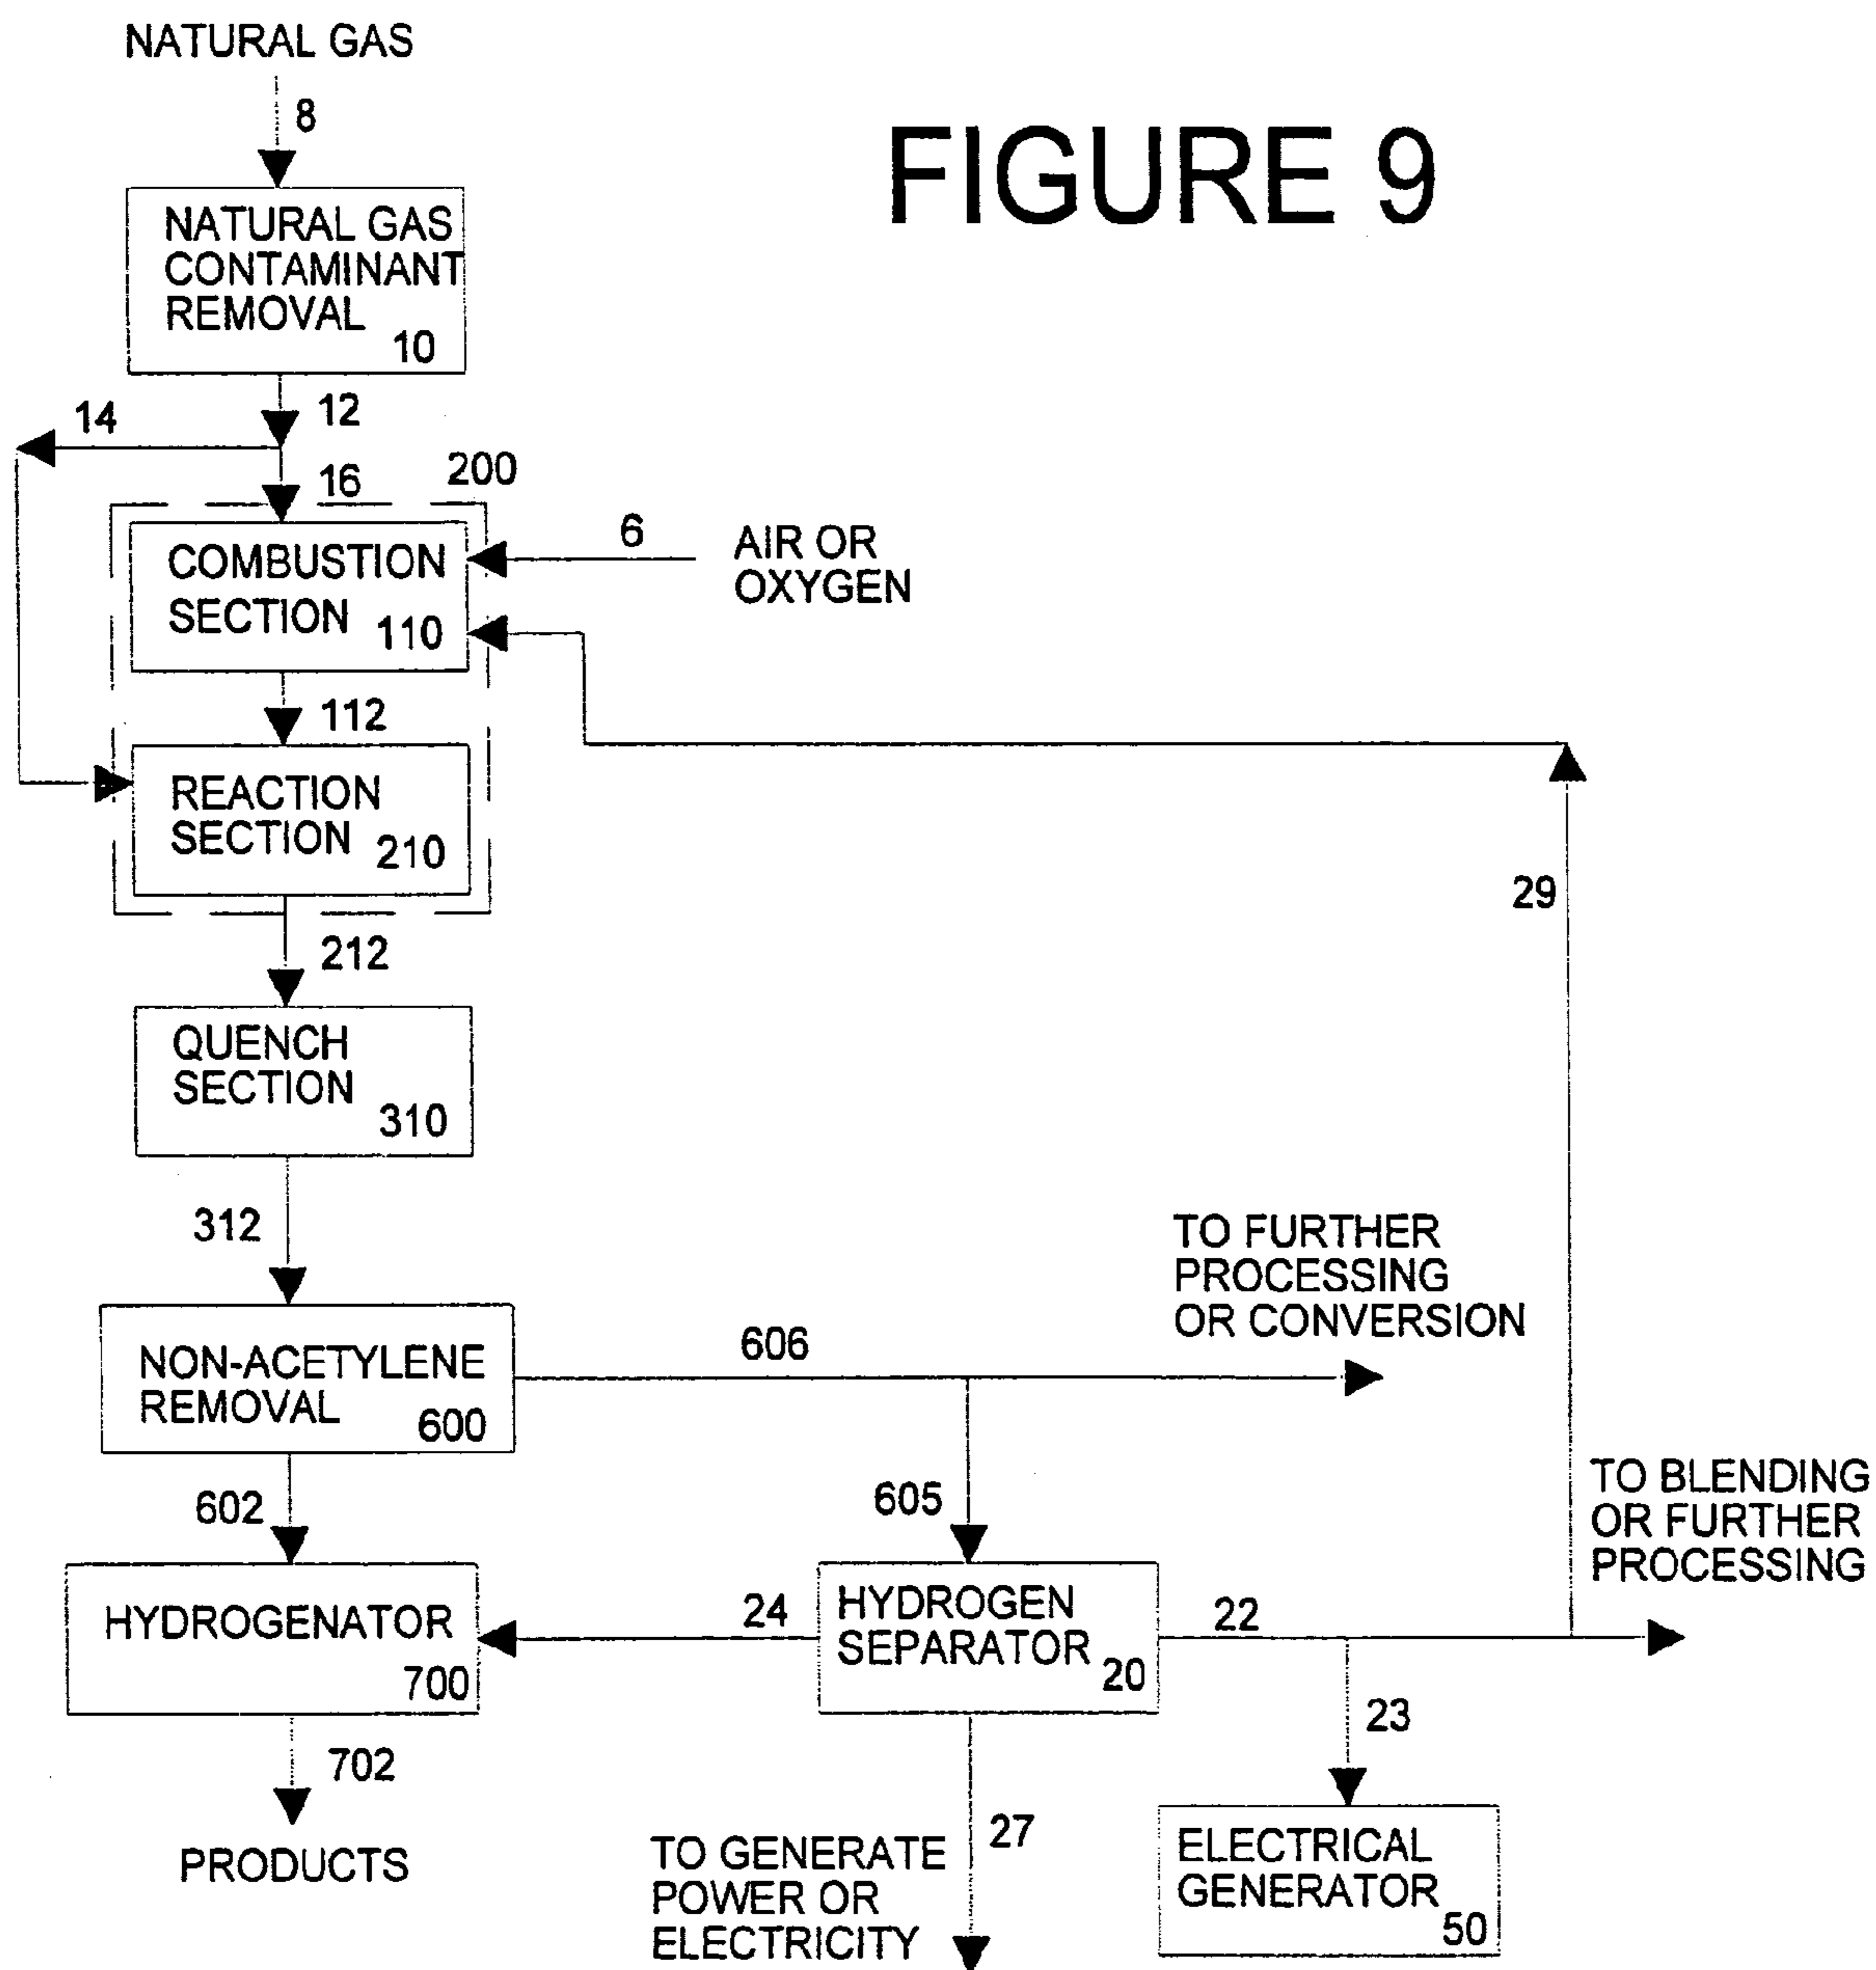 NATURAL GAS
8
FIGURE 9
NATURAL GAS
CONTAMINANT
REMOVAL
10
14
12
16
200
COMBUSTION
SECTION
110
6
AIR OR
OXYGEN
112
REACTION
SECTION
210
29
212
QUENCH
SECTION
310
312
TO FURTHER
PROCESSING
OR CONVERSION
606
NON-ACETYLENE
REMOVAL
600
602
605
TO BLENDING
OR FURTHER
PROCESSING
HYDROGENATOR
700
24
HYDROGEN
SEPARATOR
20
22
23
702
PRODUCTS
27
TO GENERATE
POWER OR
ELECTRICITY
ELECTRICAL
GENERATOR
50